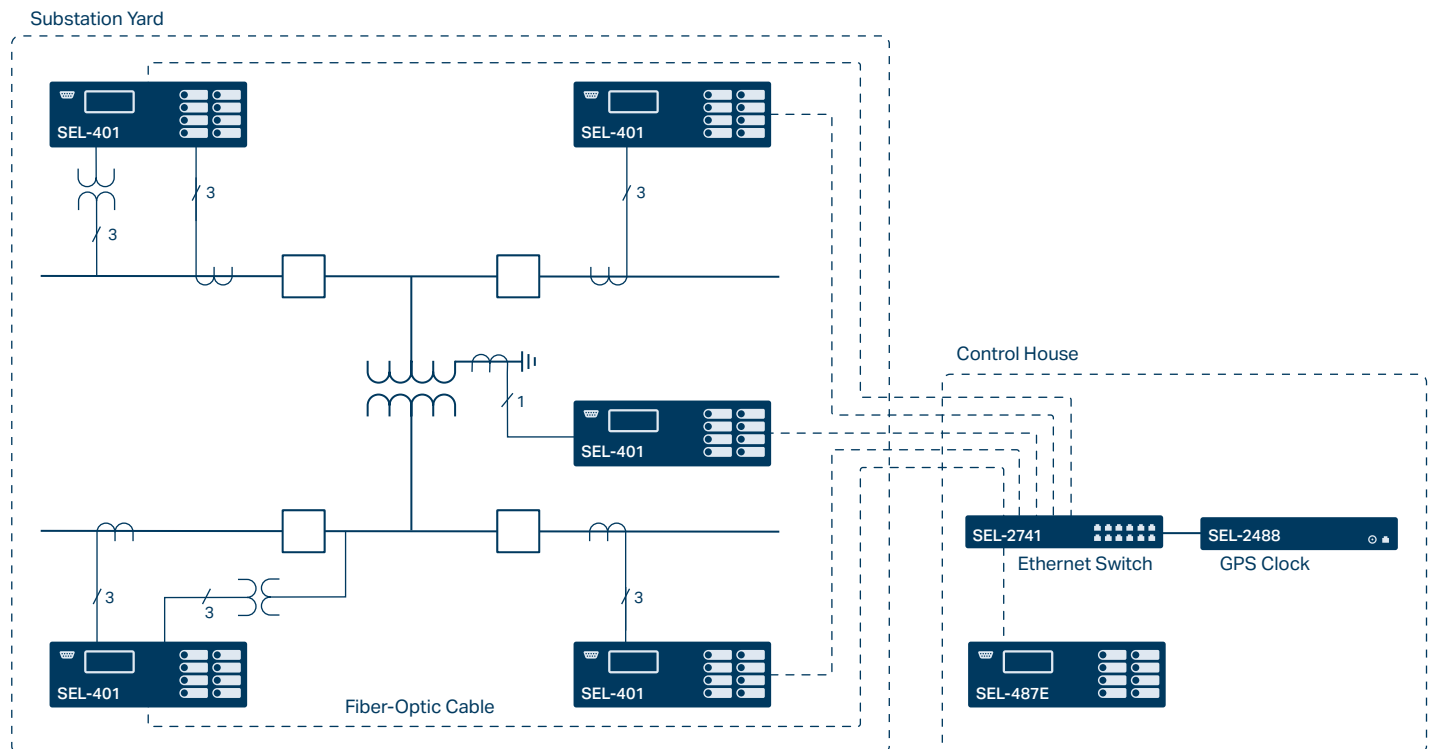 Substation Yard
SEL-401
SEL-401
3
3
3
Control House
1
SEL-401
SEL-2741
SEL-2488
Ethernet Switch
GPS Clock
3
3
3
SEL-401
SEL-401
SEL-487E
Fiber-Optic Cable